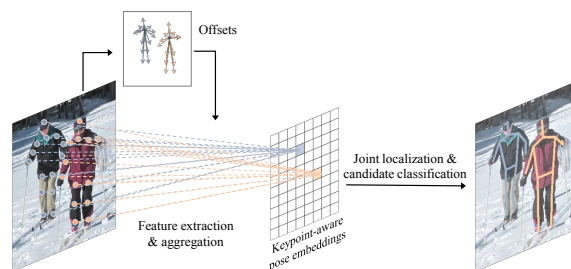 Offsets
Joint localization &
candidate classification
Feature extraction
& aggregation
Keypoint-aware
pose embeddings